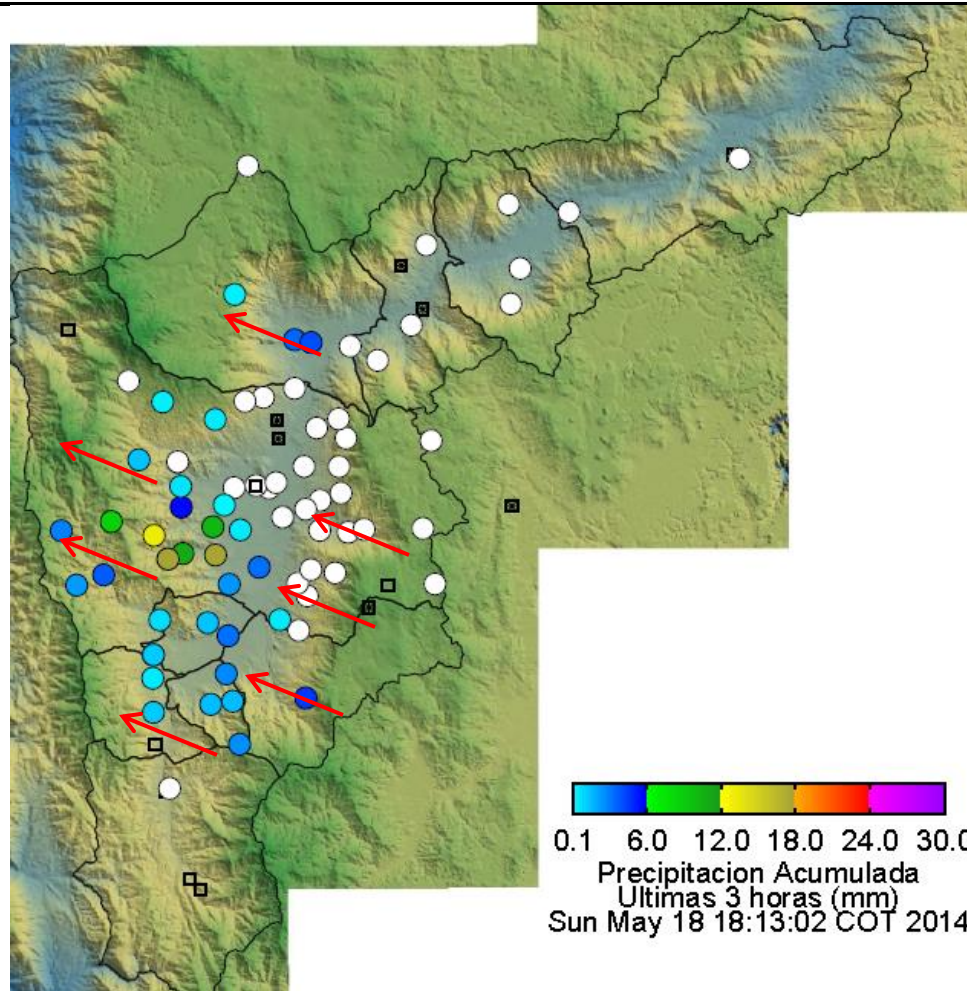 0.1 6.0 12.0 18.0 24.0 30.0
Precipitacion Acumulada
Ultimas 3 horas (mm)
Sun May 18 18:13:02 COT 2014